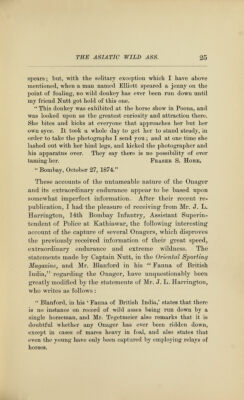 THE ASIATIC WILD ASS. 25
spears; but, with the solitary exception which I have above
mentioned, when a man named Elliott speared a jenny on the
point of foaling, no wild donkey has ever been run down until
my friend Nutt got hold of this one.
“This donkey was exhibited at the horse show in Poona, and
was looked upon as the greatest curiosity and attraction there.
She bites and kicks at everyone that approaches her but her
own syce. It took a whole day to get her to stand steady, in
order to take the photographs I send you; and at one time she
lashed out with her hind legs, and kicked the photographer and
his apparatus over. They say there is no possibility of ever
taming her. FRASER S. HORE,
“Bombay, October 27, 1874.”
These accounts of the untameable nature of the Onager
and its extraordinary endurance appear to be based upon
somewhat imperfect information. After their recent re-
publication, I had the pleasure of receiving from Mr. J. L.
Harrington, 14th Bombay Infantry, Assistant Superin-
tendent of Police at Kathiawar, the following interesting
account of the capture of several Onagers, which disproves
the previously received information of their great speed,
extraordinary endurance and extreme wildness. The
statements made by Captain Nutt, in the Oriental Sporting
Magazine, and Mr. Blanford in his “Fauna of British
India,” regarding the Onager, have unquestionably been
greatly modified by the statements of Mr. J. L. Harrington,
who writes as follows:
“Blanford, in his ‘Fauna of British India,’ states that there
is no instance on record of wild asses being run down by a
single horseman, and Mr. Tegetmeier also remarks that it is
doubtful whether any Onager has ever been ridden down,
except in cases of mares heavy in foal, and also states that
even the young have only been captured by employing relays of
horses.